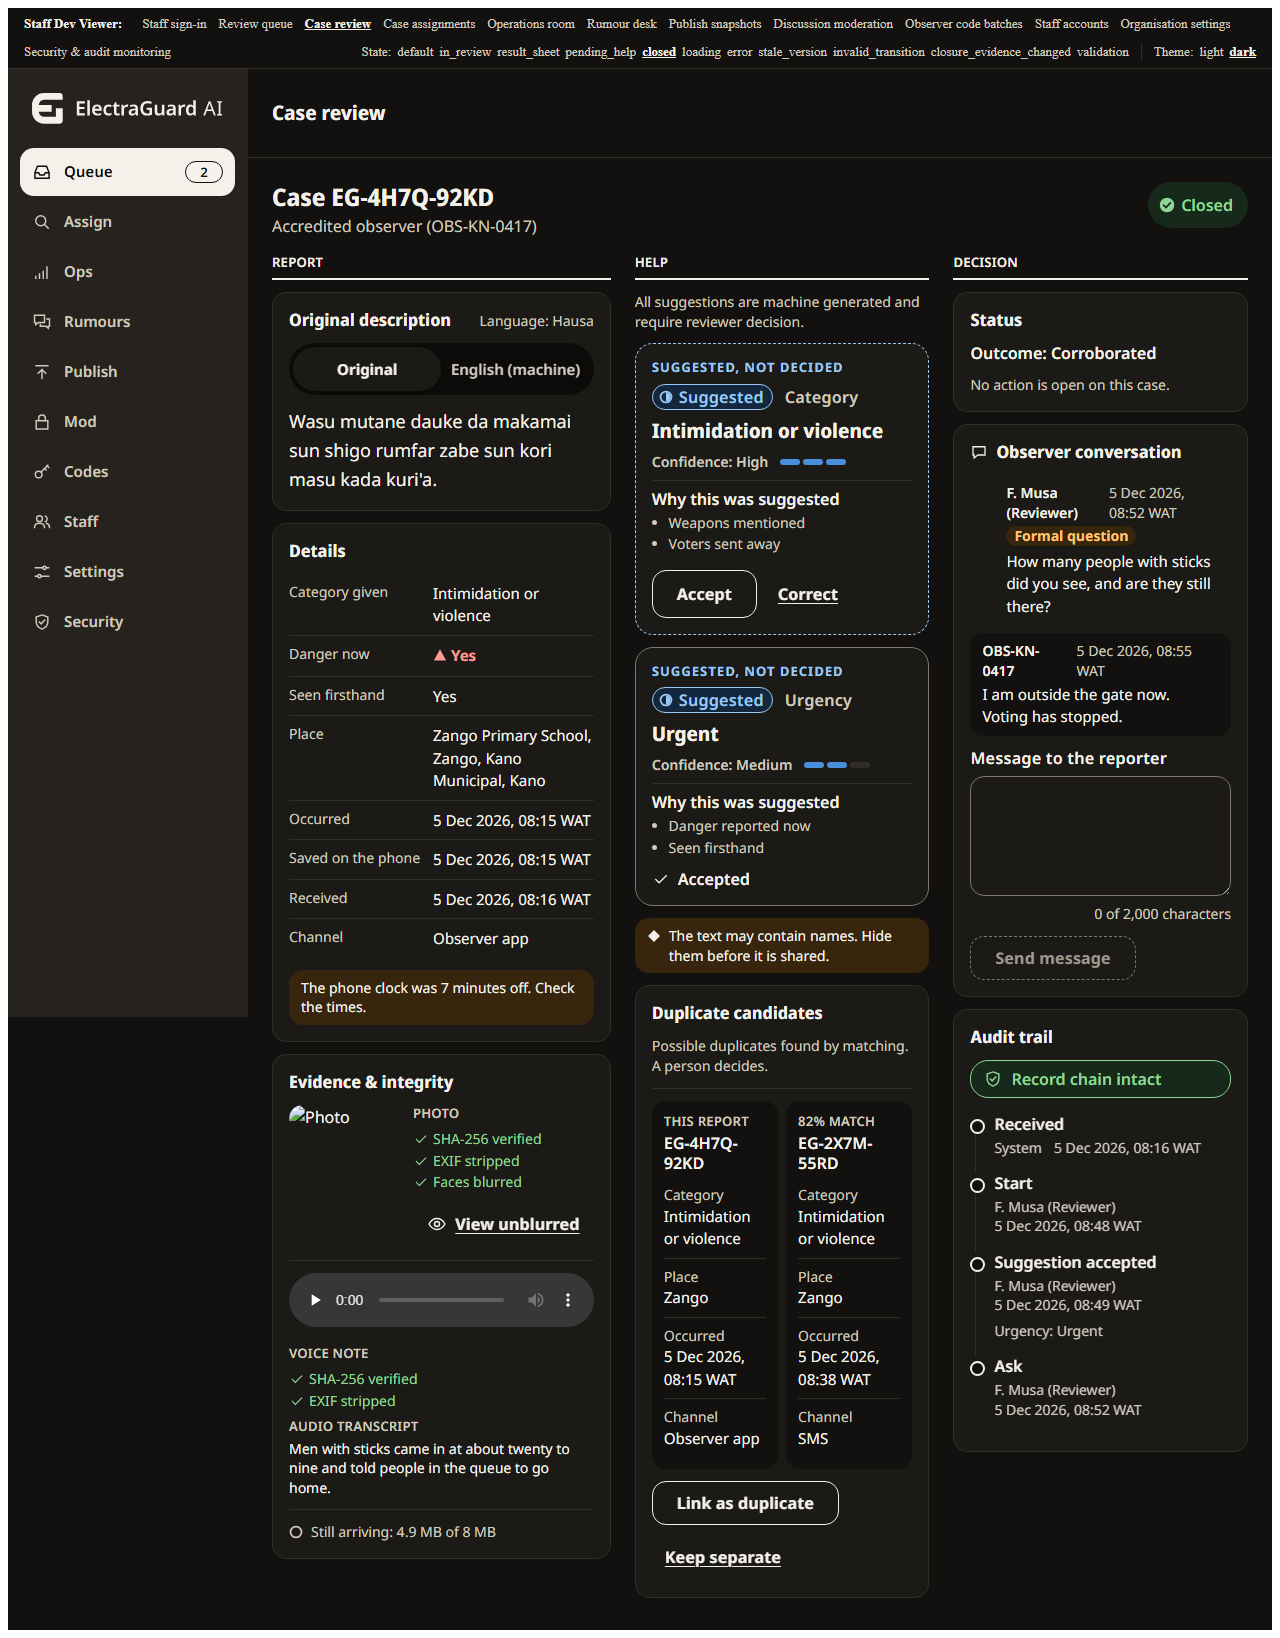 Staff Dev Viewer: Staff sign-in Review queue Case review Case assignments Operations room Rumour desk Publish snapshots Discussion moderation Observer code batches Staff accounts Organisation settings
Security & audit monitoring State: default in_review result_sheet pending_help closed loading error stale_version invalid_transition closure_evidence_changed validation Theme: light dark
ElectraGuard AI
Queue 2
Assign
Ops
Rumours
Publish
Mod
Codes
Staff
Settings
Security
Case review
Case EG-4H7Q-92KD
Accredited observer (OBS-KN-0417)
Closed
REPORT
Original description Language: Hausa
Original English (machine)
Wasu mutane dauke da makamai
sun shigo rumfar zabe sun kori
masu kada kuri'a.
Details
Category given Intimidation or
violence
Danger now Yes
Seen firsthand Yes
Place Zango Primary School,
Zango, Kano
Municipal, Kano
Occurred 5 Dec 2026, 08:15 WAT
Saved on the phone 5 Dec 2026, 08:15 WAT
Received 5 Dec 2026, 08:16 WAT
Channel Observer app
The phone clock was 7 minutes off. Check
the times.
Evidence & integrity
Photo
PHOTO
SHA-256 verified
EXIF stripped
Faces blurred
View unblurred
0:00
VOICE NOTE
SHA-256 verified
EXIF stripped
AUDIO TRANSCRIPT
Men with sticks came in at about twenty to
nine and told people in the queue to go
home.
Still arriving: 4.9 MB of 8 MB
HELP
All suggestions are machine generated and
require reviewer decision.
SUGGESTED, NOT DECIDED
Suggested Category
Intimidation or violence
Confidence: High
Why this was suggested
Weapons mentioned
Voters sent away
Accept Correct
SUGGESTED, NOT DECIDED
Suggested Urgency
Urgent
Confidence: Medium
Why this was suggested
Danger reported now
Seen firsthand
Accepted
The text may contain names. Hide
them before it is shared.
Duplicate candidates
Possible duplicates found by matching.
A person decides.
THIS REPORT
EG-4H7Q-
92KD
Category
Intimidation
or violence
Place
Zango
Occurred
5 Dec 2026,
08:15 WAT
Channel
Observer app
82% MATCH
EG-2X7M-
55RD
Category
Intimidation
or violence
Place
Zango
Occurred
5 Dec 2026,
08:38 WAT
Channel
SMS
Link as duplicate
Keep separate
DECISION
Status
Outcome: Corroborated
No action is open on this case.
Observer conversation
F. Musa
(Reviewer)
5 Dec 2026,
08:52 WAT
Formal question
How many people with sticks
did you see, and are they still
there?
OBS-KN-
0417
5 Dec 2026, 08:55
WAT
I am outside the gate now.
Voting has stopped.
Message to the reporter
0 of 2,000 characters
Send message
Audit trail
Record chain intact
Received
System 5 Dec 2026, 08:16 WAT
Start
F. Musa (Reviewer)
5 Dec 2026, 08:48 WAT
Suggestion accepted
F. Musa (Reviewer)
5 Dec 2026, 08:49 WAT
Urgency: Urgent
Ask
F. Musa (Reviewer)
5 Dec 2026, 08:52 WAT